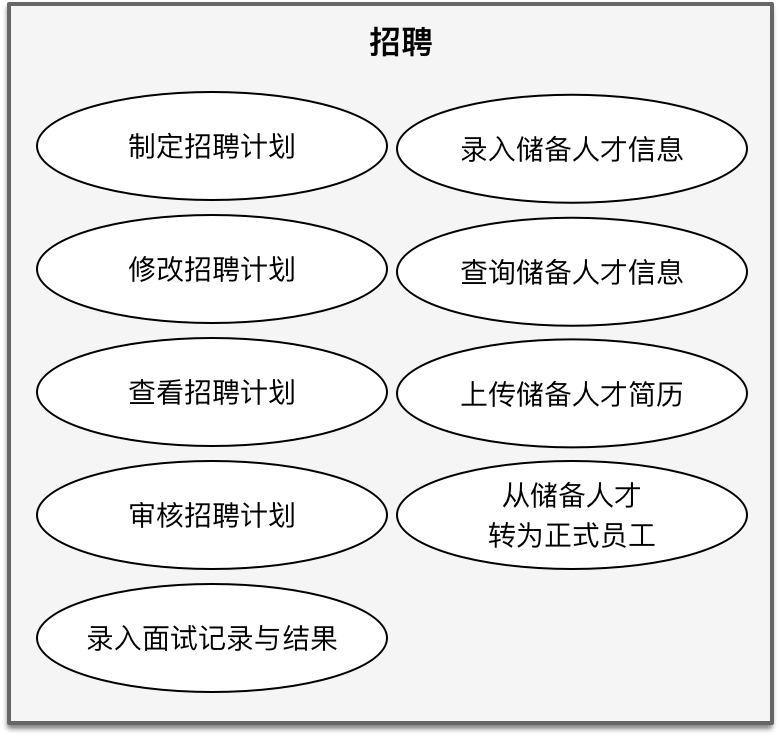 招聘
制定招聘计划
修改招聘计划
查看招聘计划
审核招聘计划
录入面试记录与结果
录入储备人才信息
查询储备人才信息
上传储备人才简历
从储备人才
转为正式员工